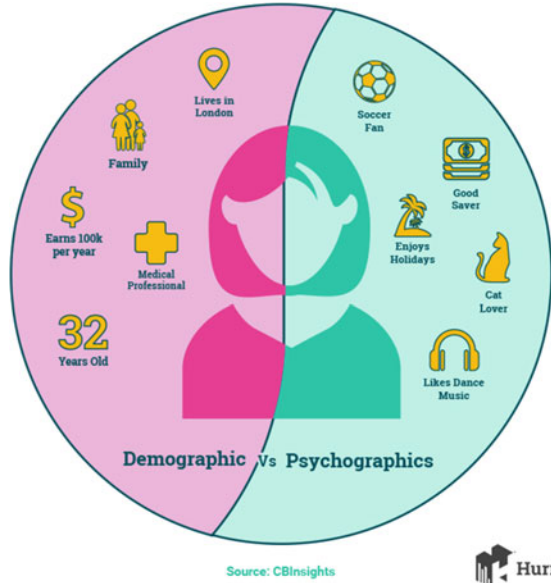 Lives in
London
Family
$
Earns 100k
per year
Medical
Professional
32
Years Old
Soccer
Fan
Good
Saver
Enjoys
Holidays
Cat
Lover
Likes Dance
Music
Demographic Vs Psychographics
Source: CBInsights